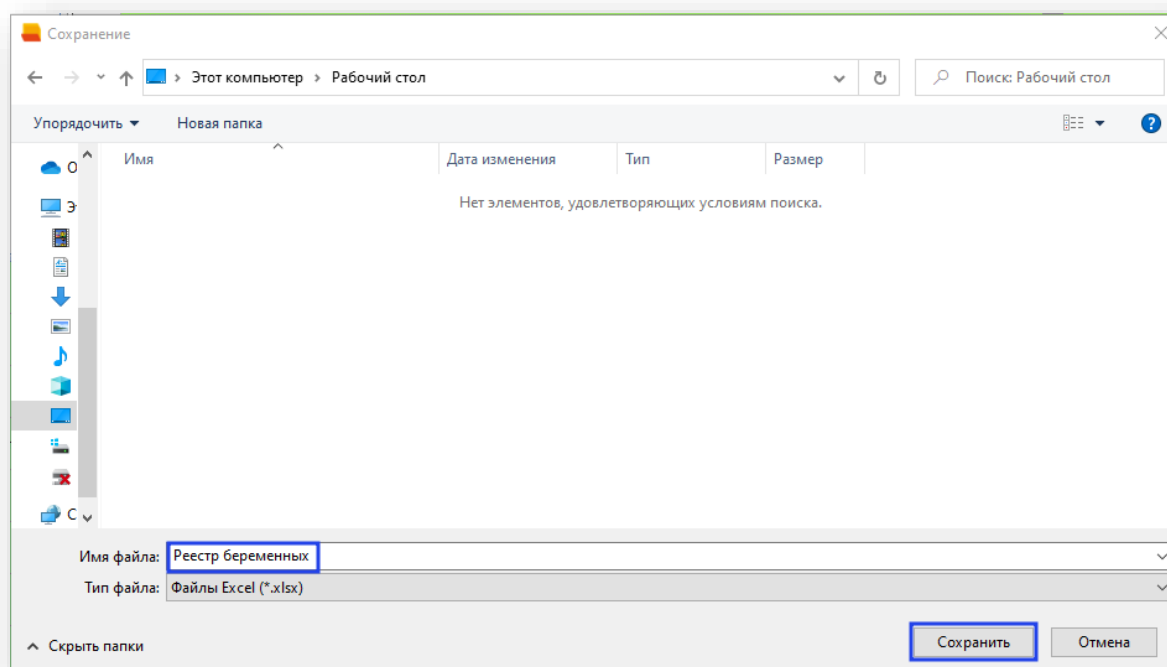 Сохранение
Этот компьютер › Рабочий стол
Поиск: Рабочий стол
Упорядочить
Новая папка
Имя
Дата изменения
Тип
Размер
Нет элементов, удовлетворяющих условиям поиска.
Имя файла: Реестр беременных
Тип файла: Файлы Excel (*.xlsx)
Скрыть папки
Сохранить
Отмена